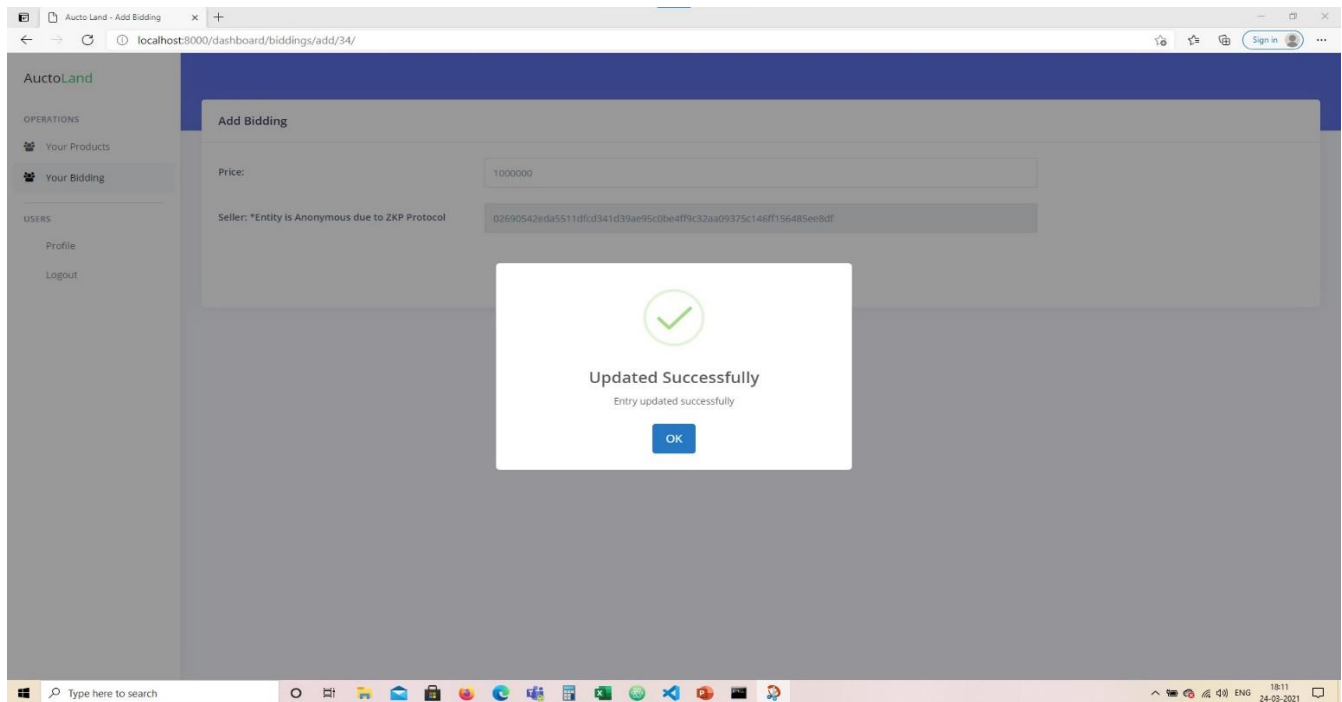 Aucto Land - Add Bidding
localhost:8000/dashboard/biddings/add/34/
Sign in
AuctoLand
OPERATIONS
Your Products
Your Bidding
USERS
Profile
Logout
Add Bidding
Price:
1000000
Seller: *Entity is Anonymous due to ZKP Protocol
02690542eda5511dfcd341d39ae95c0be4ff9c32aa09375c146ff156485ee8df
Updated Successfully
Entry updated successfully
OK
Type here to search
ENG
18:11
24-03-2021